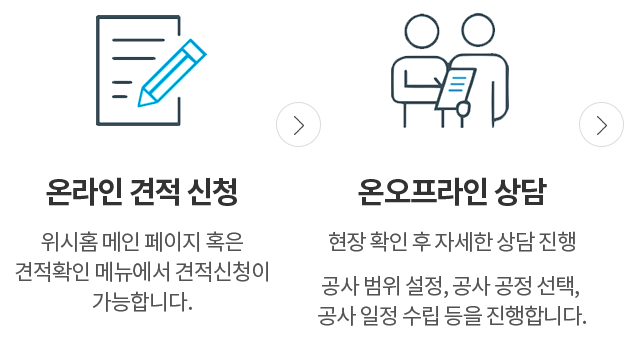 온라인 견적 신청
위시홈 메인 페이지 혹은
견적확인 메뉴에서 견적신청이
가능합니다.
온오프라인 상담
현장 확인 후 자세한 상담 진행
공사 범위 설정, 공사 공정 선택,
공사 일정 수립 등을 진행합니다.